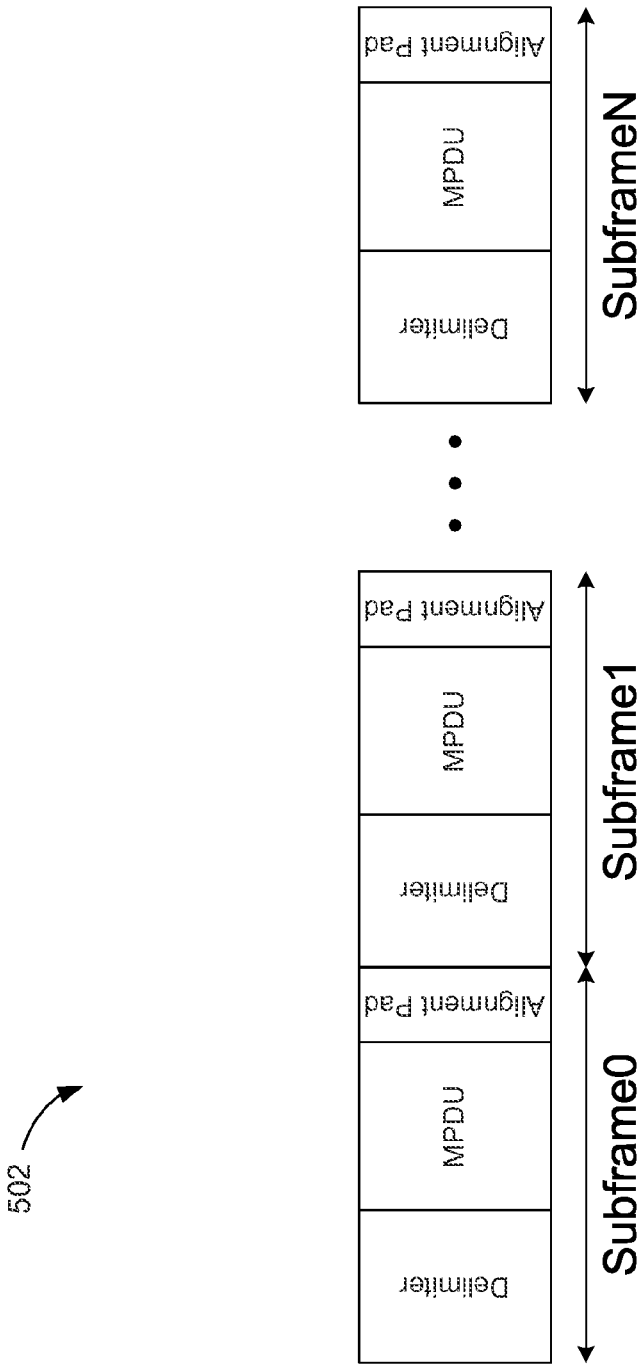 502
Delimiter
MPDU
Alignment Pad
Delimiter
MPDU
Alignment Pad
Delimiter
MPDU
Alignment Pad
Subframe0
Subframe1
SubframeN